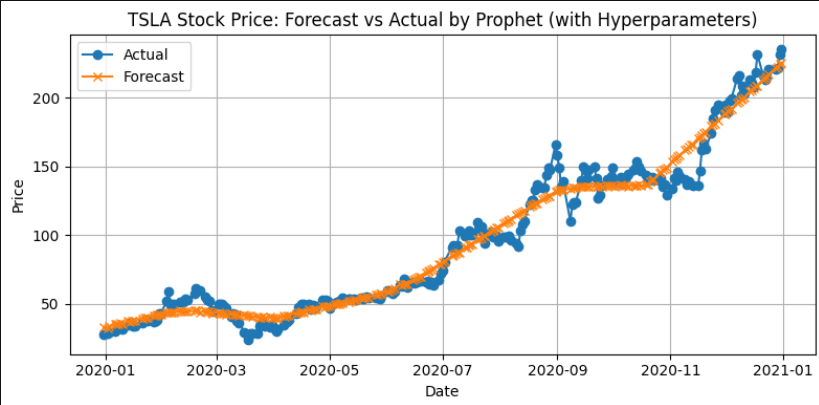 TSLA Stock Price: Forecast vs Actual by Prophet (with Hyperparameters)
Actual
Forecast
200
150
100
50
Price
2020-01 2020-03 2020-05 2020-07 2020-09 2020-11 2021-01
Date